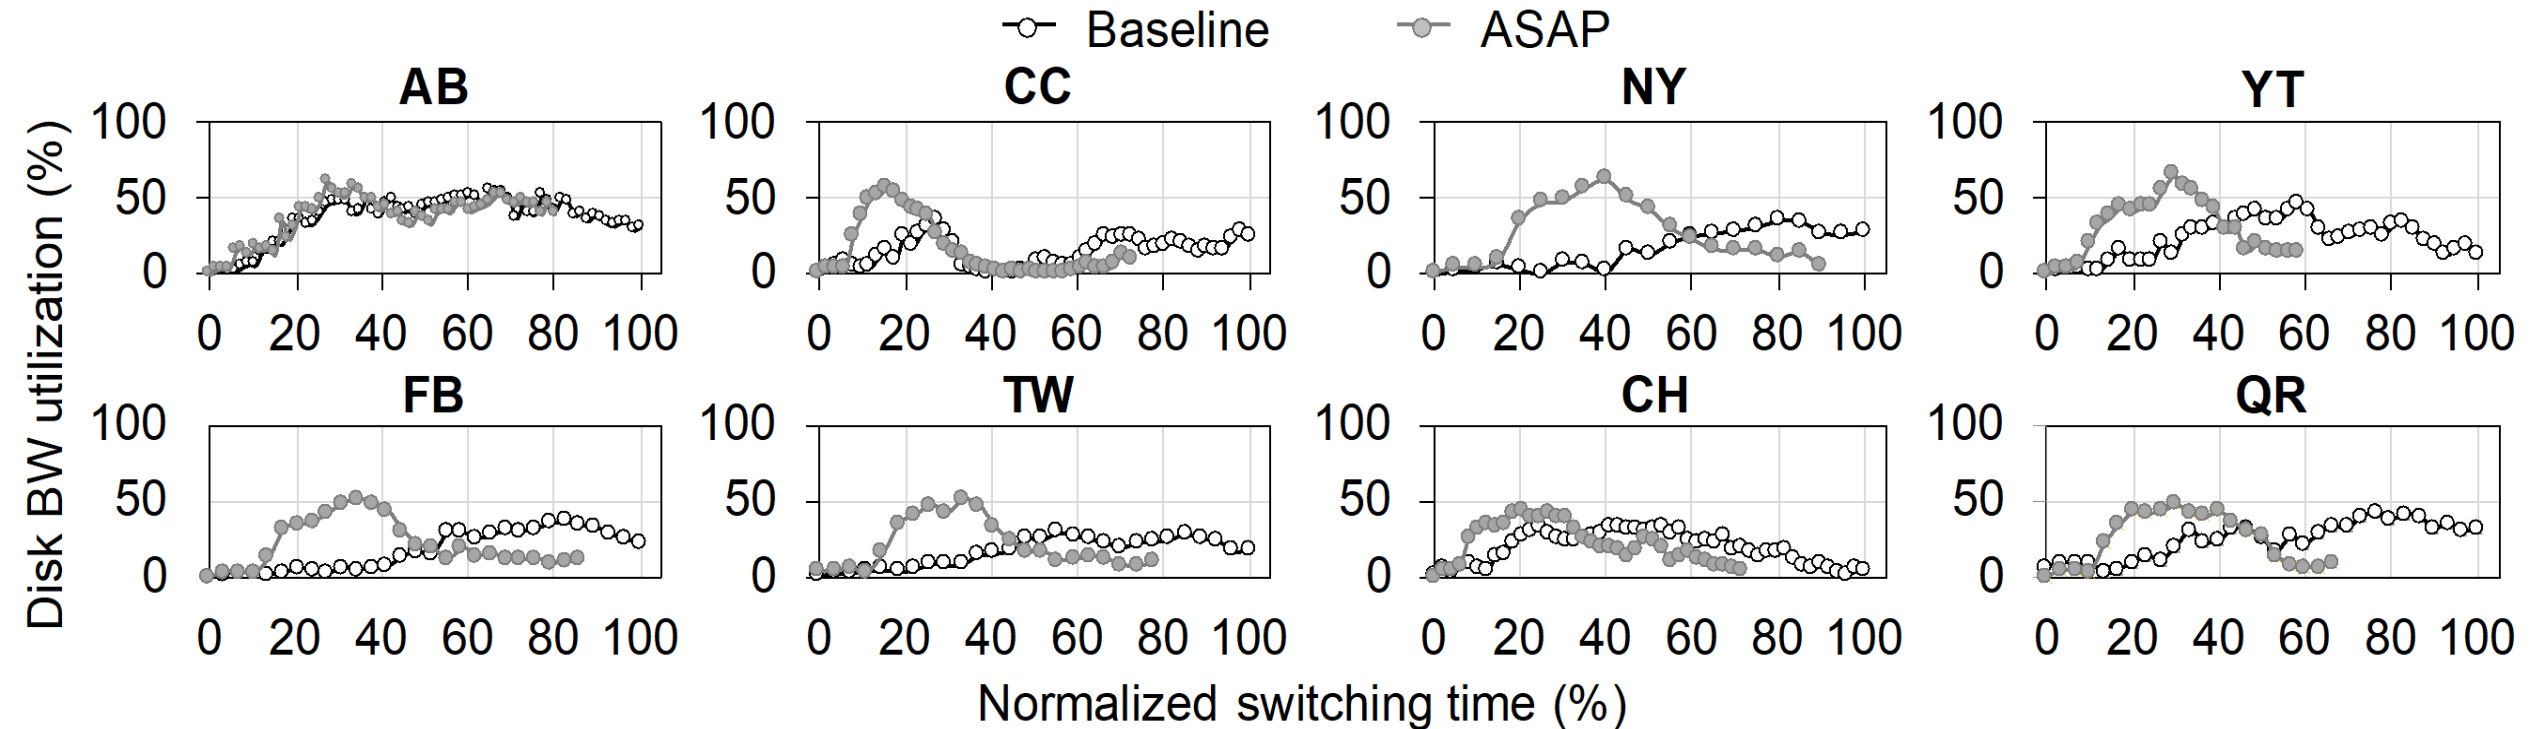 Baseline ASAP
AB CC NY YT
100 100 100 100
50 50 50 50
0 0 0 0
0 20 40 60 80 100 0 20 40 60 80 100 0 20 40 60 80 100 0 20 40 60 80 100
FB TW CH QR
100 100 100 100
50 50 50 50
0 0 0 0
0 20 40 60 80 100 0 20 40 60 80 100 0 20 40 60 80 100 0 20 40 60 80 100
Disk BW utilization (%)
Normalized switching time (%)